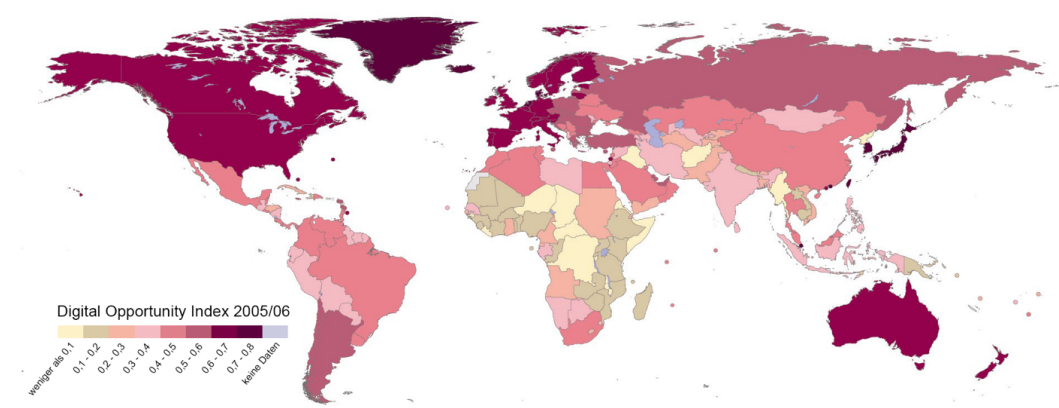 Digital Opportunity Index 2005/06
weniger als 0,1
0,1 - 0,2
0,2 - 0,3
0,3 - 0,4
0,4 - 0,5
0,5 - 0,6
0,6 - 0,7
0,7 - 0,8
keine Daten